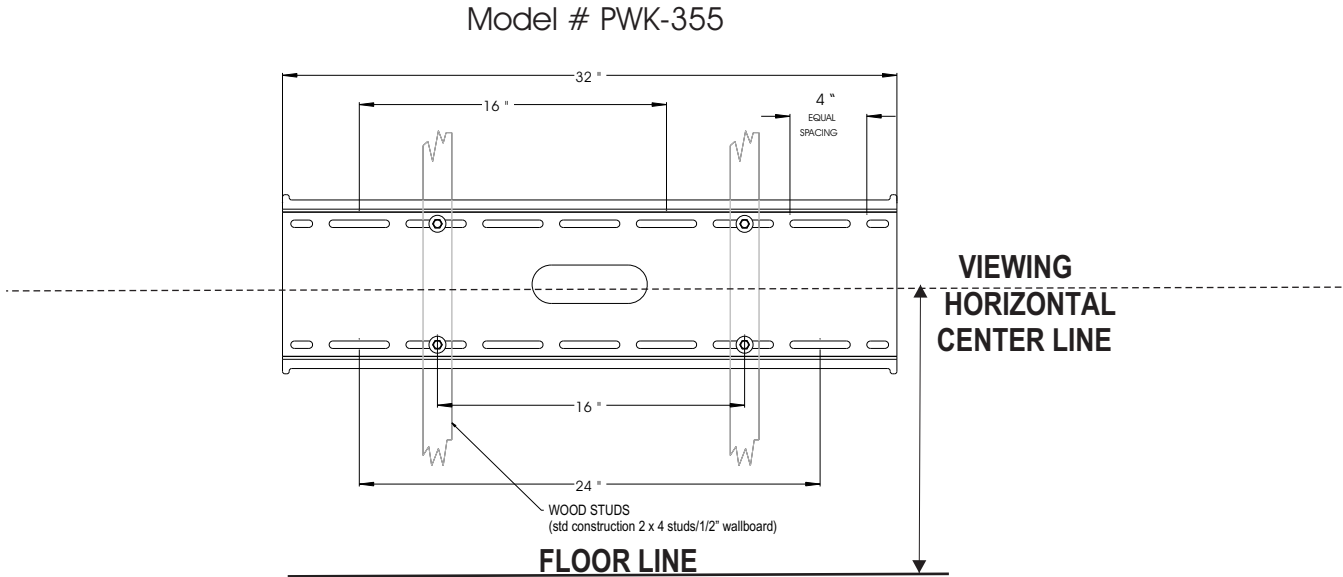 Model # PWK-355
32 "
16 "
4 "
EQUAL
SPACING
VIEWING
HORIZONTAL
CENTER LINE
16 "
24 "
WOOD STUDS
(std construction 2 x 4 studs/1/2" wallboard)
FLOOR LINE